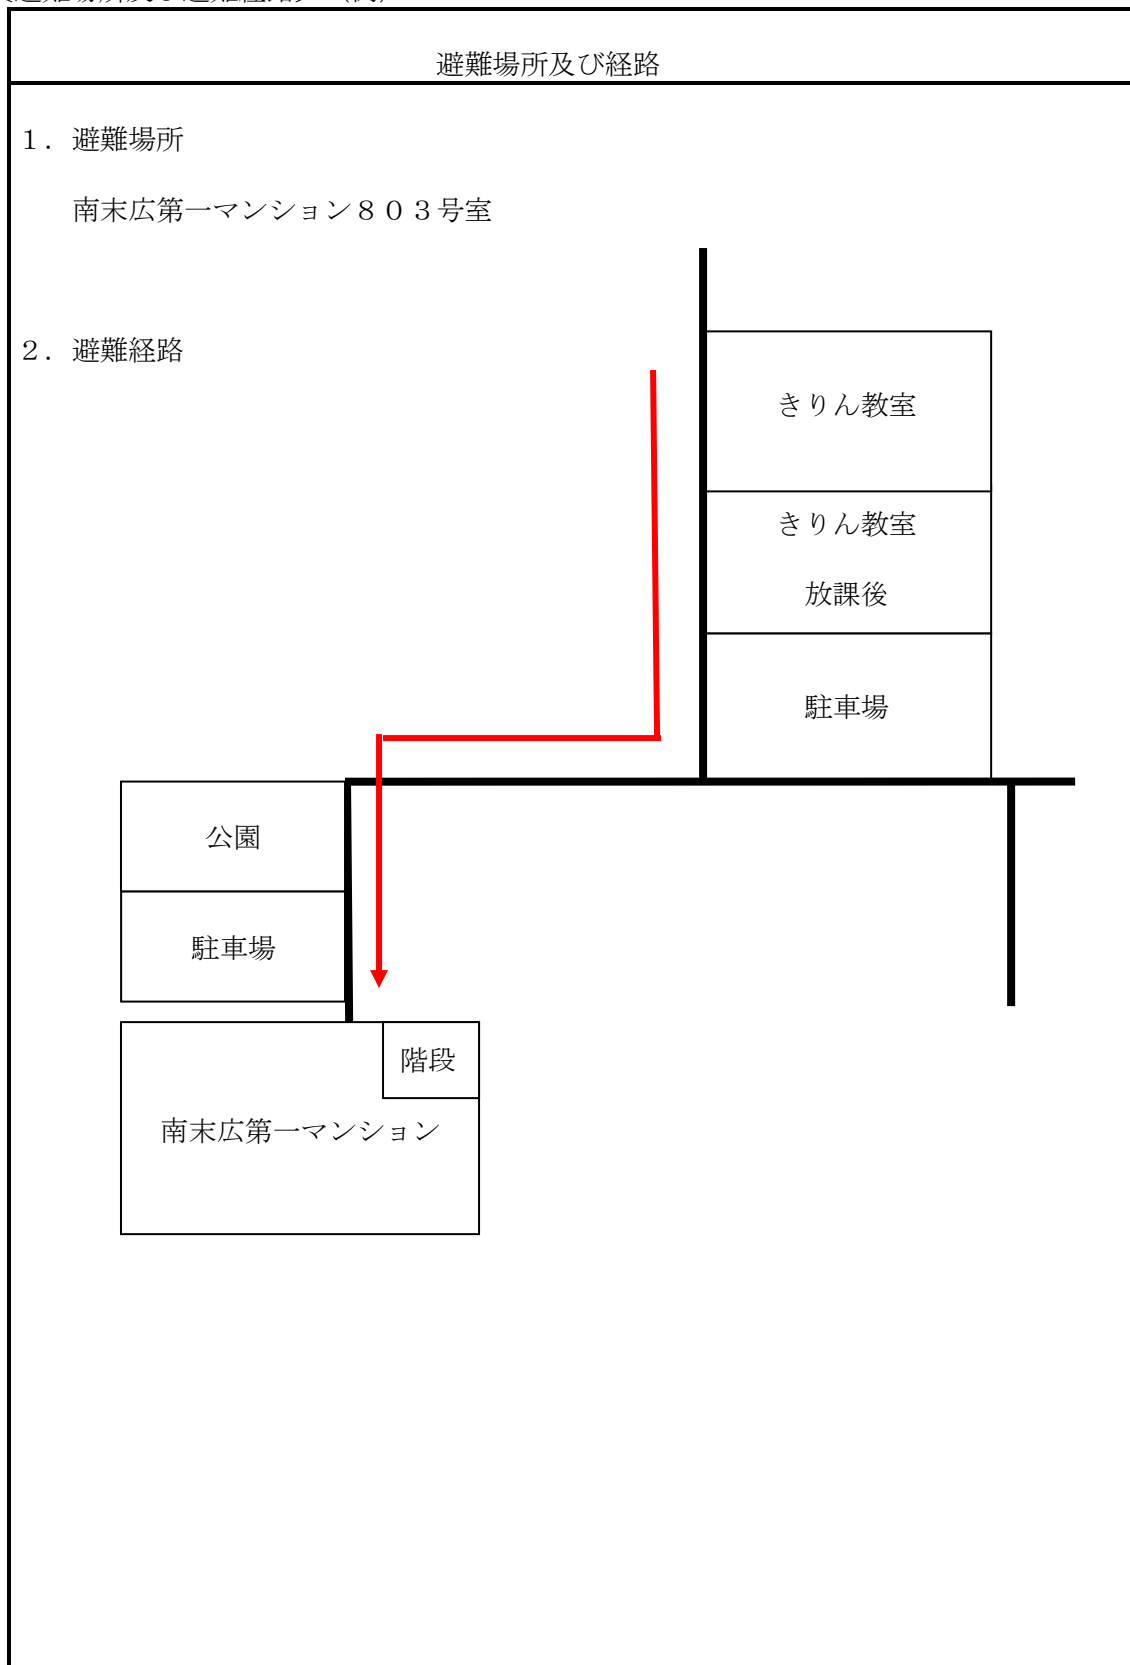 避難場所及び経路
１．避難場所
南末広第一マンション８０３号室
２．避難経路
きりん教室
きりん教室
放課後
駐車場
公園
駐車場
階段
南末広第一マンション